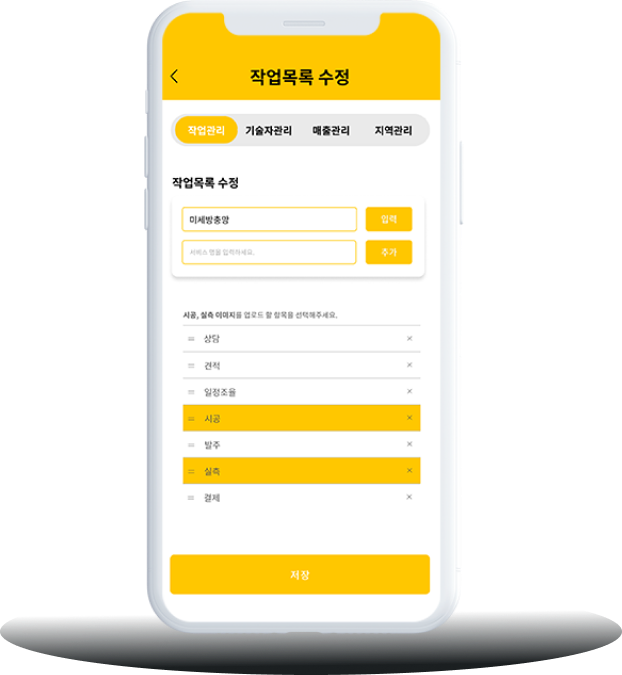 작업목록 수정
작업관리 기술자관리 매출관리 지역관리
작업목록 수정
미세방충망 입력
서비스 명을 입력하세요. 추가
시공, 실측 이미지를 업로드 할 항목을 선택해주세요.
상담
견적
일정조율
시공
발주
실측
결제
저장